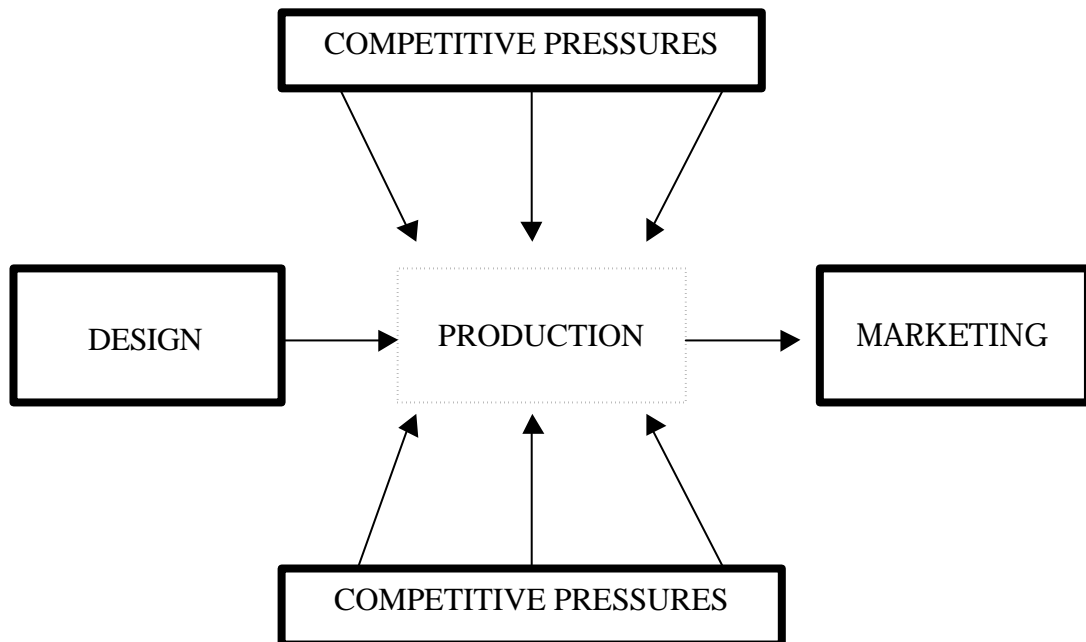 COMPETITIVE PRESSURES
DESIGN
PRODUCTION
MARKETING
COMPETITIVE PRESSURES